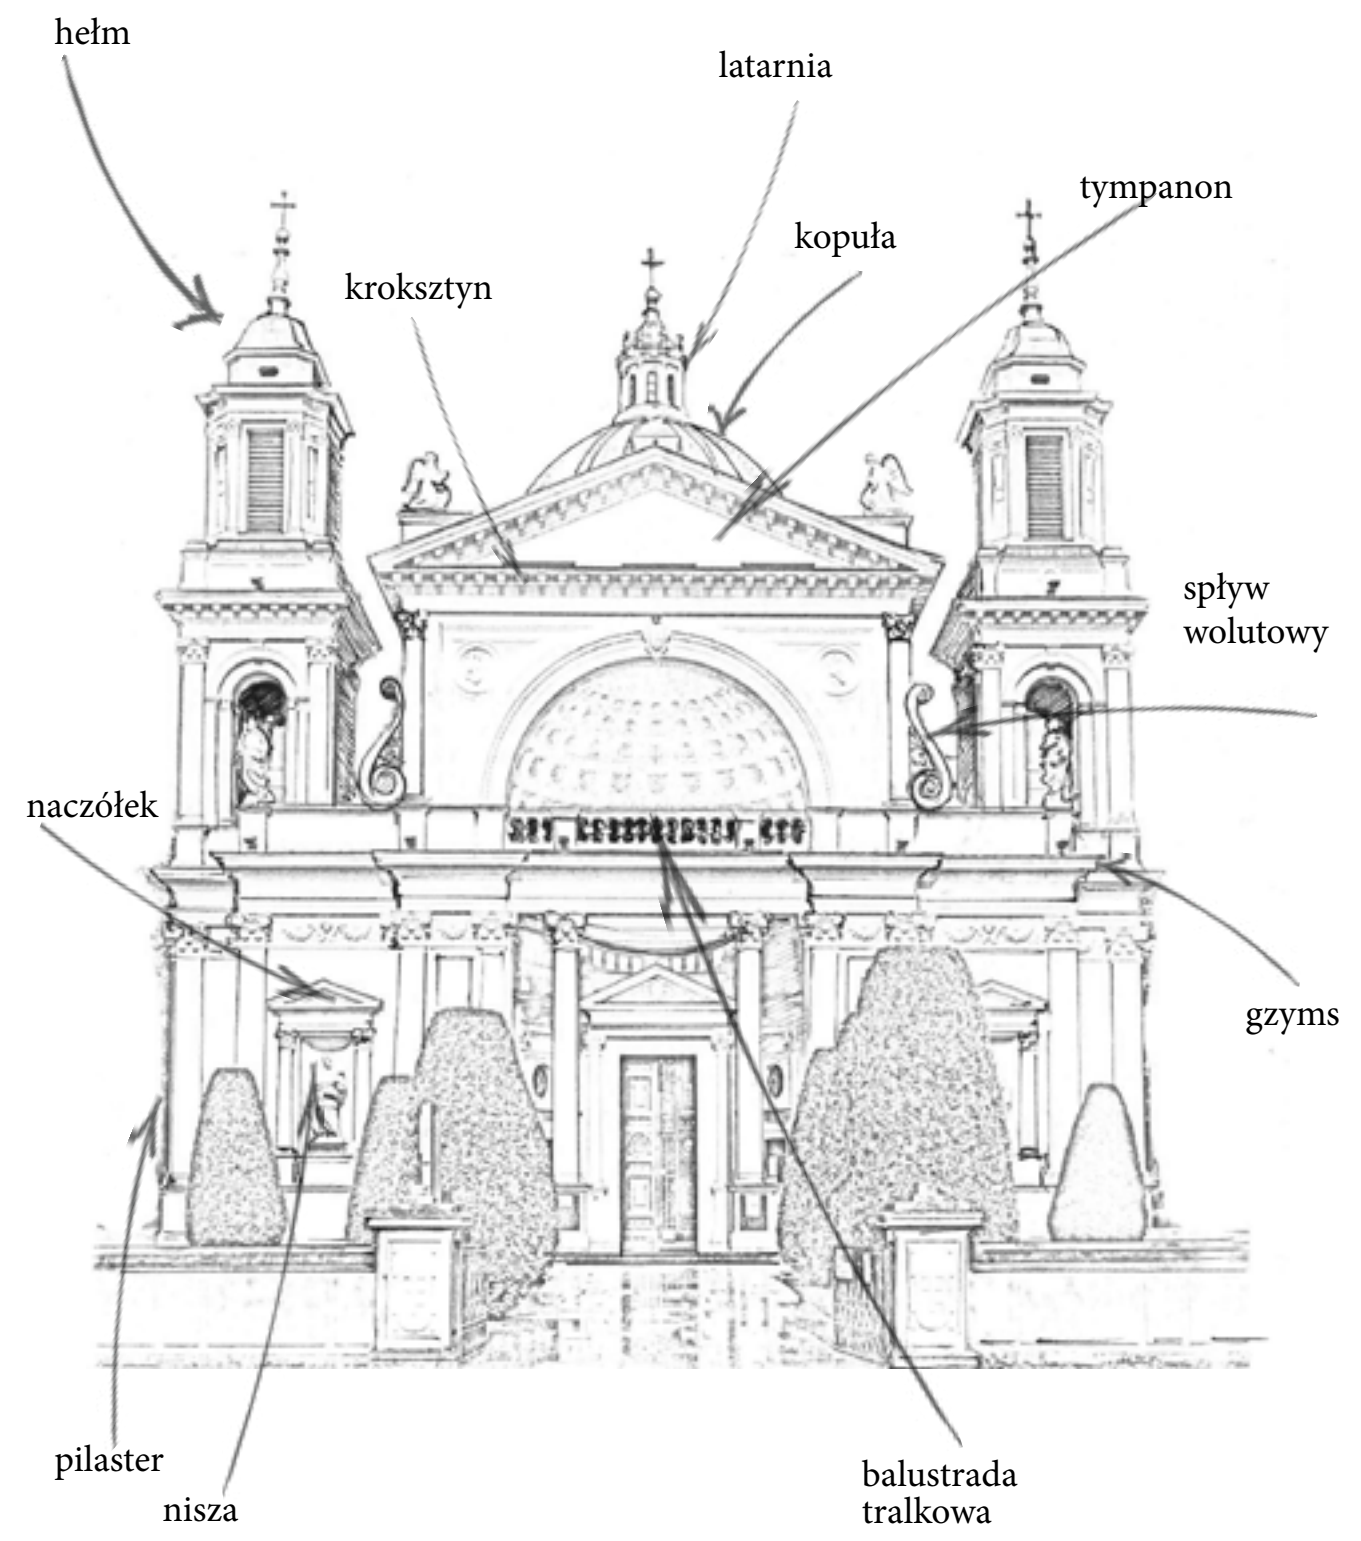 hełm
latarnia
tympanon
kopuła
kroksztyn
spływ
wolutowy
naczółek
gzyms
pilaster
nisza
balustrada
tralkowa